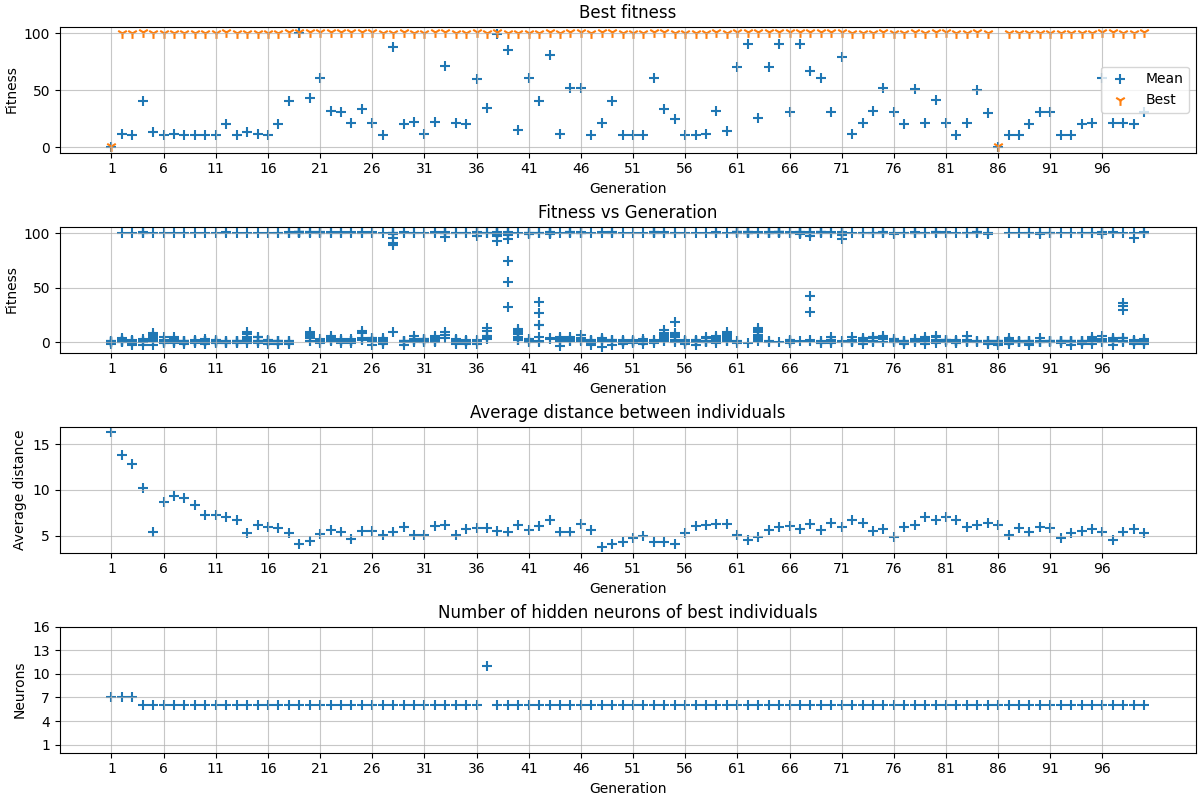 Best fitness
Fitness
100
50
0
Mean
Best
1 6 11 16 21 26 31 36 41 46 51 56 61 66 71 76 81 86 91 96
Generation
Fitness vs Generation
Fitness
100
50
0
1 6 11 16 21 26 31 36 41 46 51 56 61 66 71 76 81 86 91 96
Generation
Average distance between individuals
Average distance
15
10
5
1 6 11 16 21 26 31 36 41 46 51 56 61 66 71 76 81 86 91 96
Generation
Number of hidden neurons of best individuals
Neurons
16
13
10
7
4
1
1 6 11 16 21 26 31 36 41 46 51 56 61 66 71 76 81 86 91 96
Generation